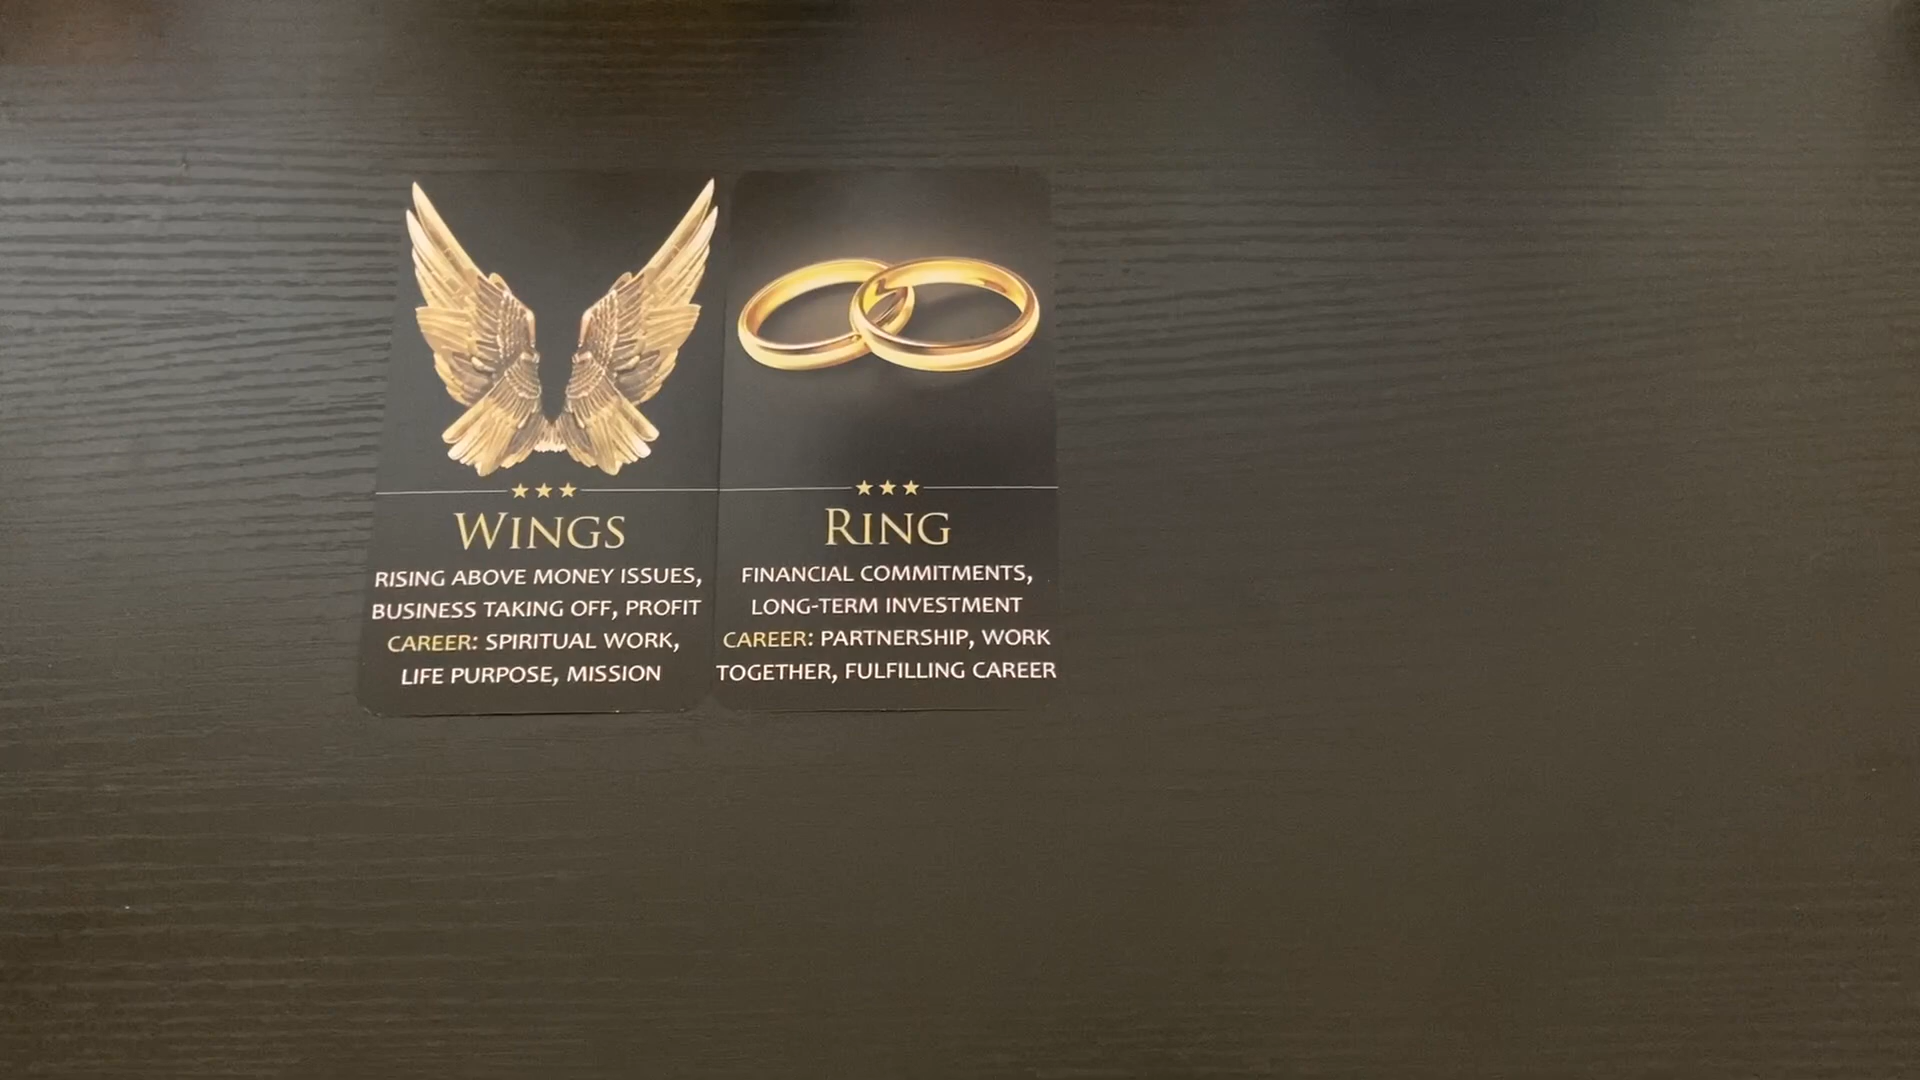 WINGS
RISING ABOVE MONEY ISSUES,
BUSINESS TAKING OFF, PROFIT
CAREER: SPIRITUAL WORK,
LIFE PURPOSE, MISSION
RING
FINANCIAL COMMITMENTS,
LONG-TERM INVESTMENT
CAREER: PARTNERSHIP, WORK
TOGETHER, FULFILLING CAREER